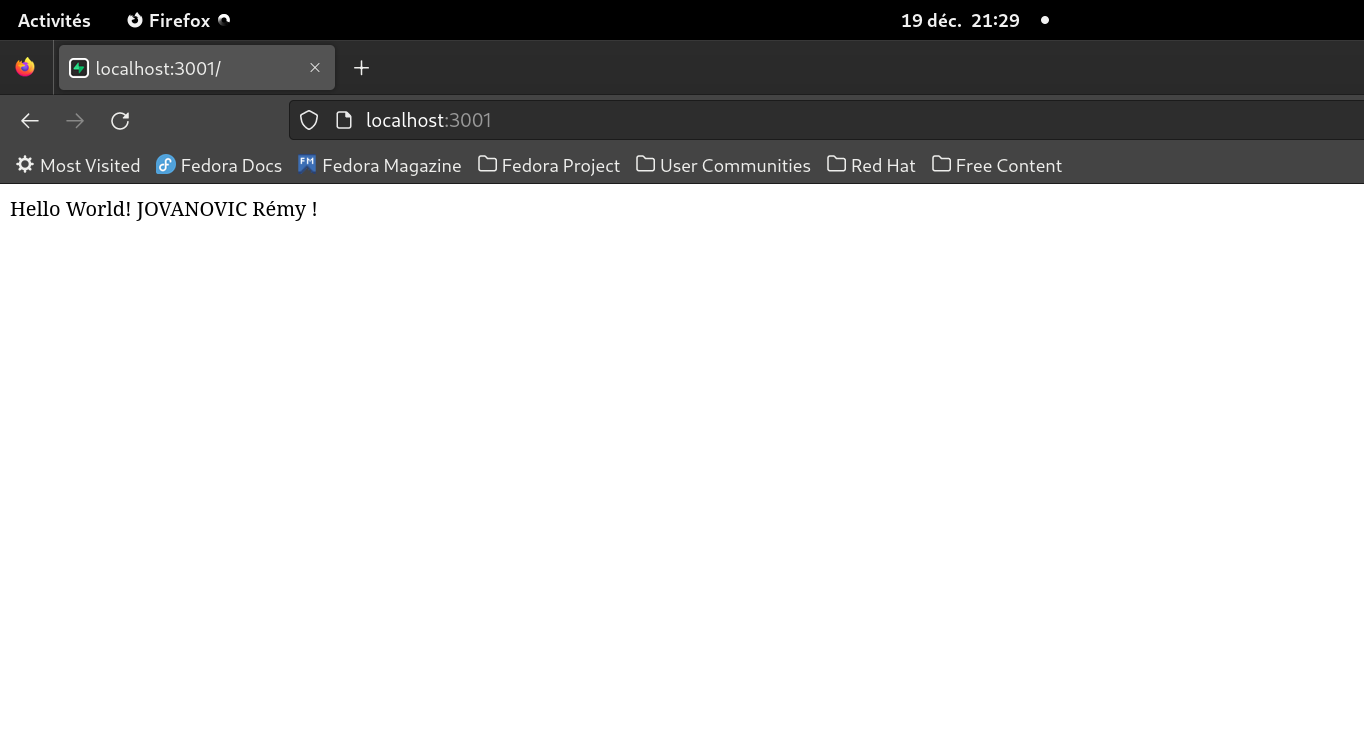 Activités Firefox 19 déc. 21:29
localhost:3001/
localhost:3001
Most Visited Fedora Docs FM Fedora Magazine Fedora Project User Communities Red Hat Free Content
Hello World! JOVANOVIC Rémy !